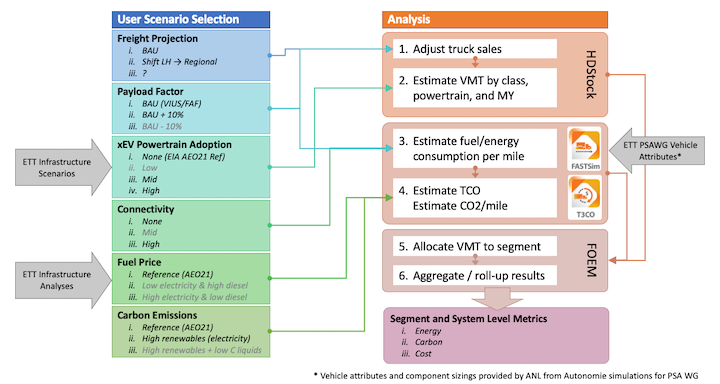 User Scenario Selection
Freight Projection
i. BAU
ii. Shift LH → Regional
iii. ?
Payload Factor
i. BAU (VIUS/FAF)
ii. BAU + 10%
iii. BAU - 10%
xEV Powertrain Adoption
i. None (EIA AEO21 Ref)
ii. Low
iii. Mid
iv. High
Connectivity
i. None
ii. Mid
iii. High
Fuel Price
i. Reference (AEO21)
ii. Low electricity & high diesel
iii. High electricity & low diesel
Carbon Emissions
i. Reference (AEO21)
ii. High renewables (electricity)
iii. High renewables + low C liquids
ETT Infrastructure
Scenarios
ETT Infrastructure
Analyses
Analysis
1. Adjust truck sales
2. Estimate VMT by class,
powertrain, and MY
HDStock
3. Estimate fuel/energy
consumption per mile
FASTSim
4. Estimate TCO
Estimate CO2/mile
T3CO
ETT PSAWG Vehicle
Attributes*
5. Allocate VMT to segment
6. Aggregate / roll-up results
FOEM
Segment and System Level Metrics
i. Energy
ii. Carbon
iii. Cost
* Vehicle attributes and component sizings provided by ANL from Autonomie simulations for PSA WG